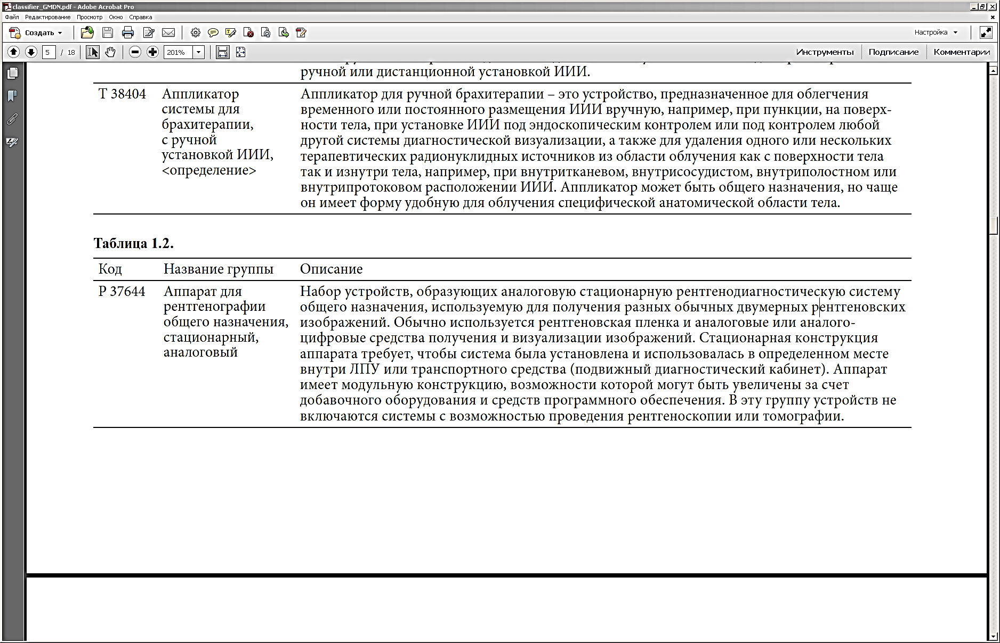 classifier_GMDN.pdf - Adobe Acrobat Pro
Файл Редактирование Просмотр Окно Справка
Создать
Настройка
5 / 18
201%
Инструменты Подписание Комментарии
ручной или дистанционной установкой ИИИ.
Т 38404
Аппликатор
системы для
брахитерапии,
с ручной
установкой ИИИ,
<определение>
Аппликатор для ручной брахитерапии – это устройство, предназначенное для облегчения
временного или постоянного размещения ИИИ вручную, например, при пункции, на поверх-
ности тела, при установке ИИИ под эндоскопическим контролем или под контролем любой
другой системы диагностической визуализации, а также для удаления одного или нескольких
терапевтических радионуклидных источников из области облучения как с поверхности тела
так и изнутри тела, например, при внутритканевом, внутрисосудистом, внутриполостном или
внутрипротоковом расположении ИИИ. Аппликатор может быть общего назначения, но чаще
он имеет форму удобную для облучения специфической анатомической области тела.
Таблица 1.2.
Код Название группы Описание
Р 37644
Аппарат для
рентгенографии
общего назначения,
стационарный,
аналоговый
Набор устройств, образующих аналоговую стационарную рентгенодиагностическую систему
общего назначения, используемую для получения разных обычных двумерных рентгеновских
изображений. Обычно используется рентгеновская пленка и аналоговые или аналого-
цифровые средства получения и визуализации изображений. Стационарная конструкция
аппарата требует, чтобы система была установлена и использовалась в определенном месте
внутри ЛПУ или транспортного средства (подвижный диагностический кабинет). Аппарат
имеет модульную конструкцию, возможности которой могут быть увеличены за счет
добавочного оборудования и средств программного обеспечения. В эту группу устройств не
включаются системы с возможностью проведения рентгеноскопии или томографии.